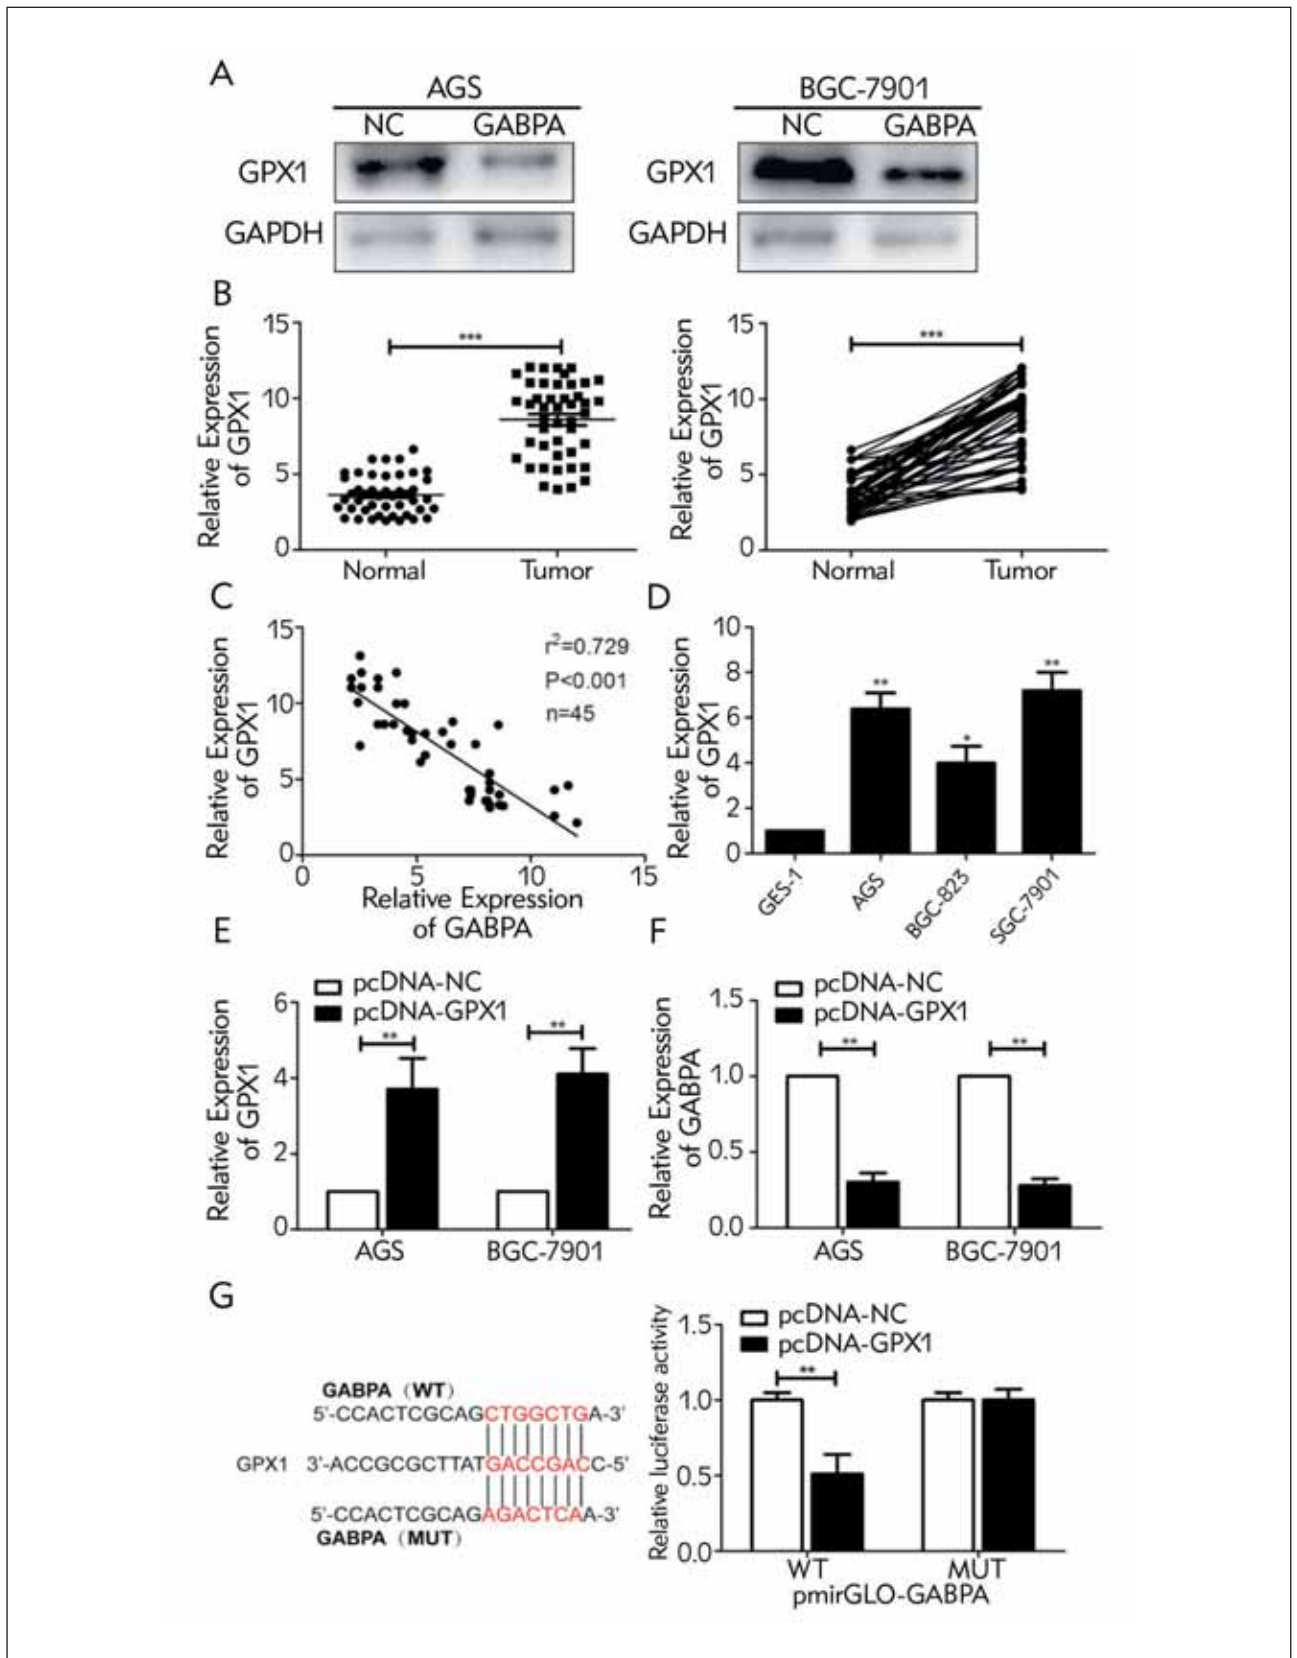 A
AGS
NC GABPA
GPX1
GAPDH
BGC-7901
NC GABPA
GPX1
GAPDH
B
Relative Expression
of GPX1
15
10
5
0
***
Normal Tumor
Relative Expression
of GPX1
15
10
5
0
***
Normal Tumor
C
Relative Expression
of GPX1
15
10
5
0
r²=0.729
P<0.001
n=45
0 5 10 15
Relative Expression
of GABPA
D
Relative Expression
of GPX1
10
8
6
4
2
0
**
*
**
GES-1
AGS
BGC-823
SGC-7901
E
pcDNA-NC
pcDNA-GPX1
Relative Expression
of GPX1
6
4
2
0
**
**
AGS BGC-7901
F
pcDNA-NC
pcDNA-GPX1
Relative Expression
of GABPA
1.5
1.0
0.5
0.0
**
**
AGS BGC-7901
G
GABPA (WT)
5'-CCACTCGCAGCTGGCTGA-3'
GPX1 3'-ACCGCGCTTATGACCGACC-5'
5'-CCACTCGCAGAGACTCAA-3'
GABPA (MUT)
pcDNA-NC
pcDNA-GPX1
Relative luciferase activity
1.5
1.0
0.5
0.0
**
WT MUT
pmirGLO-GABPA